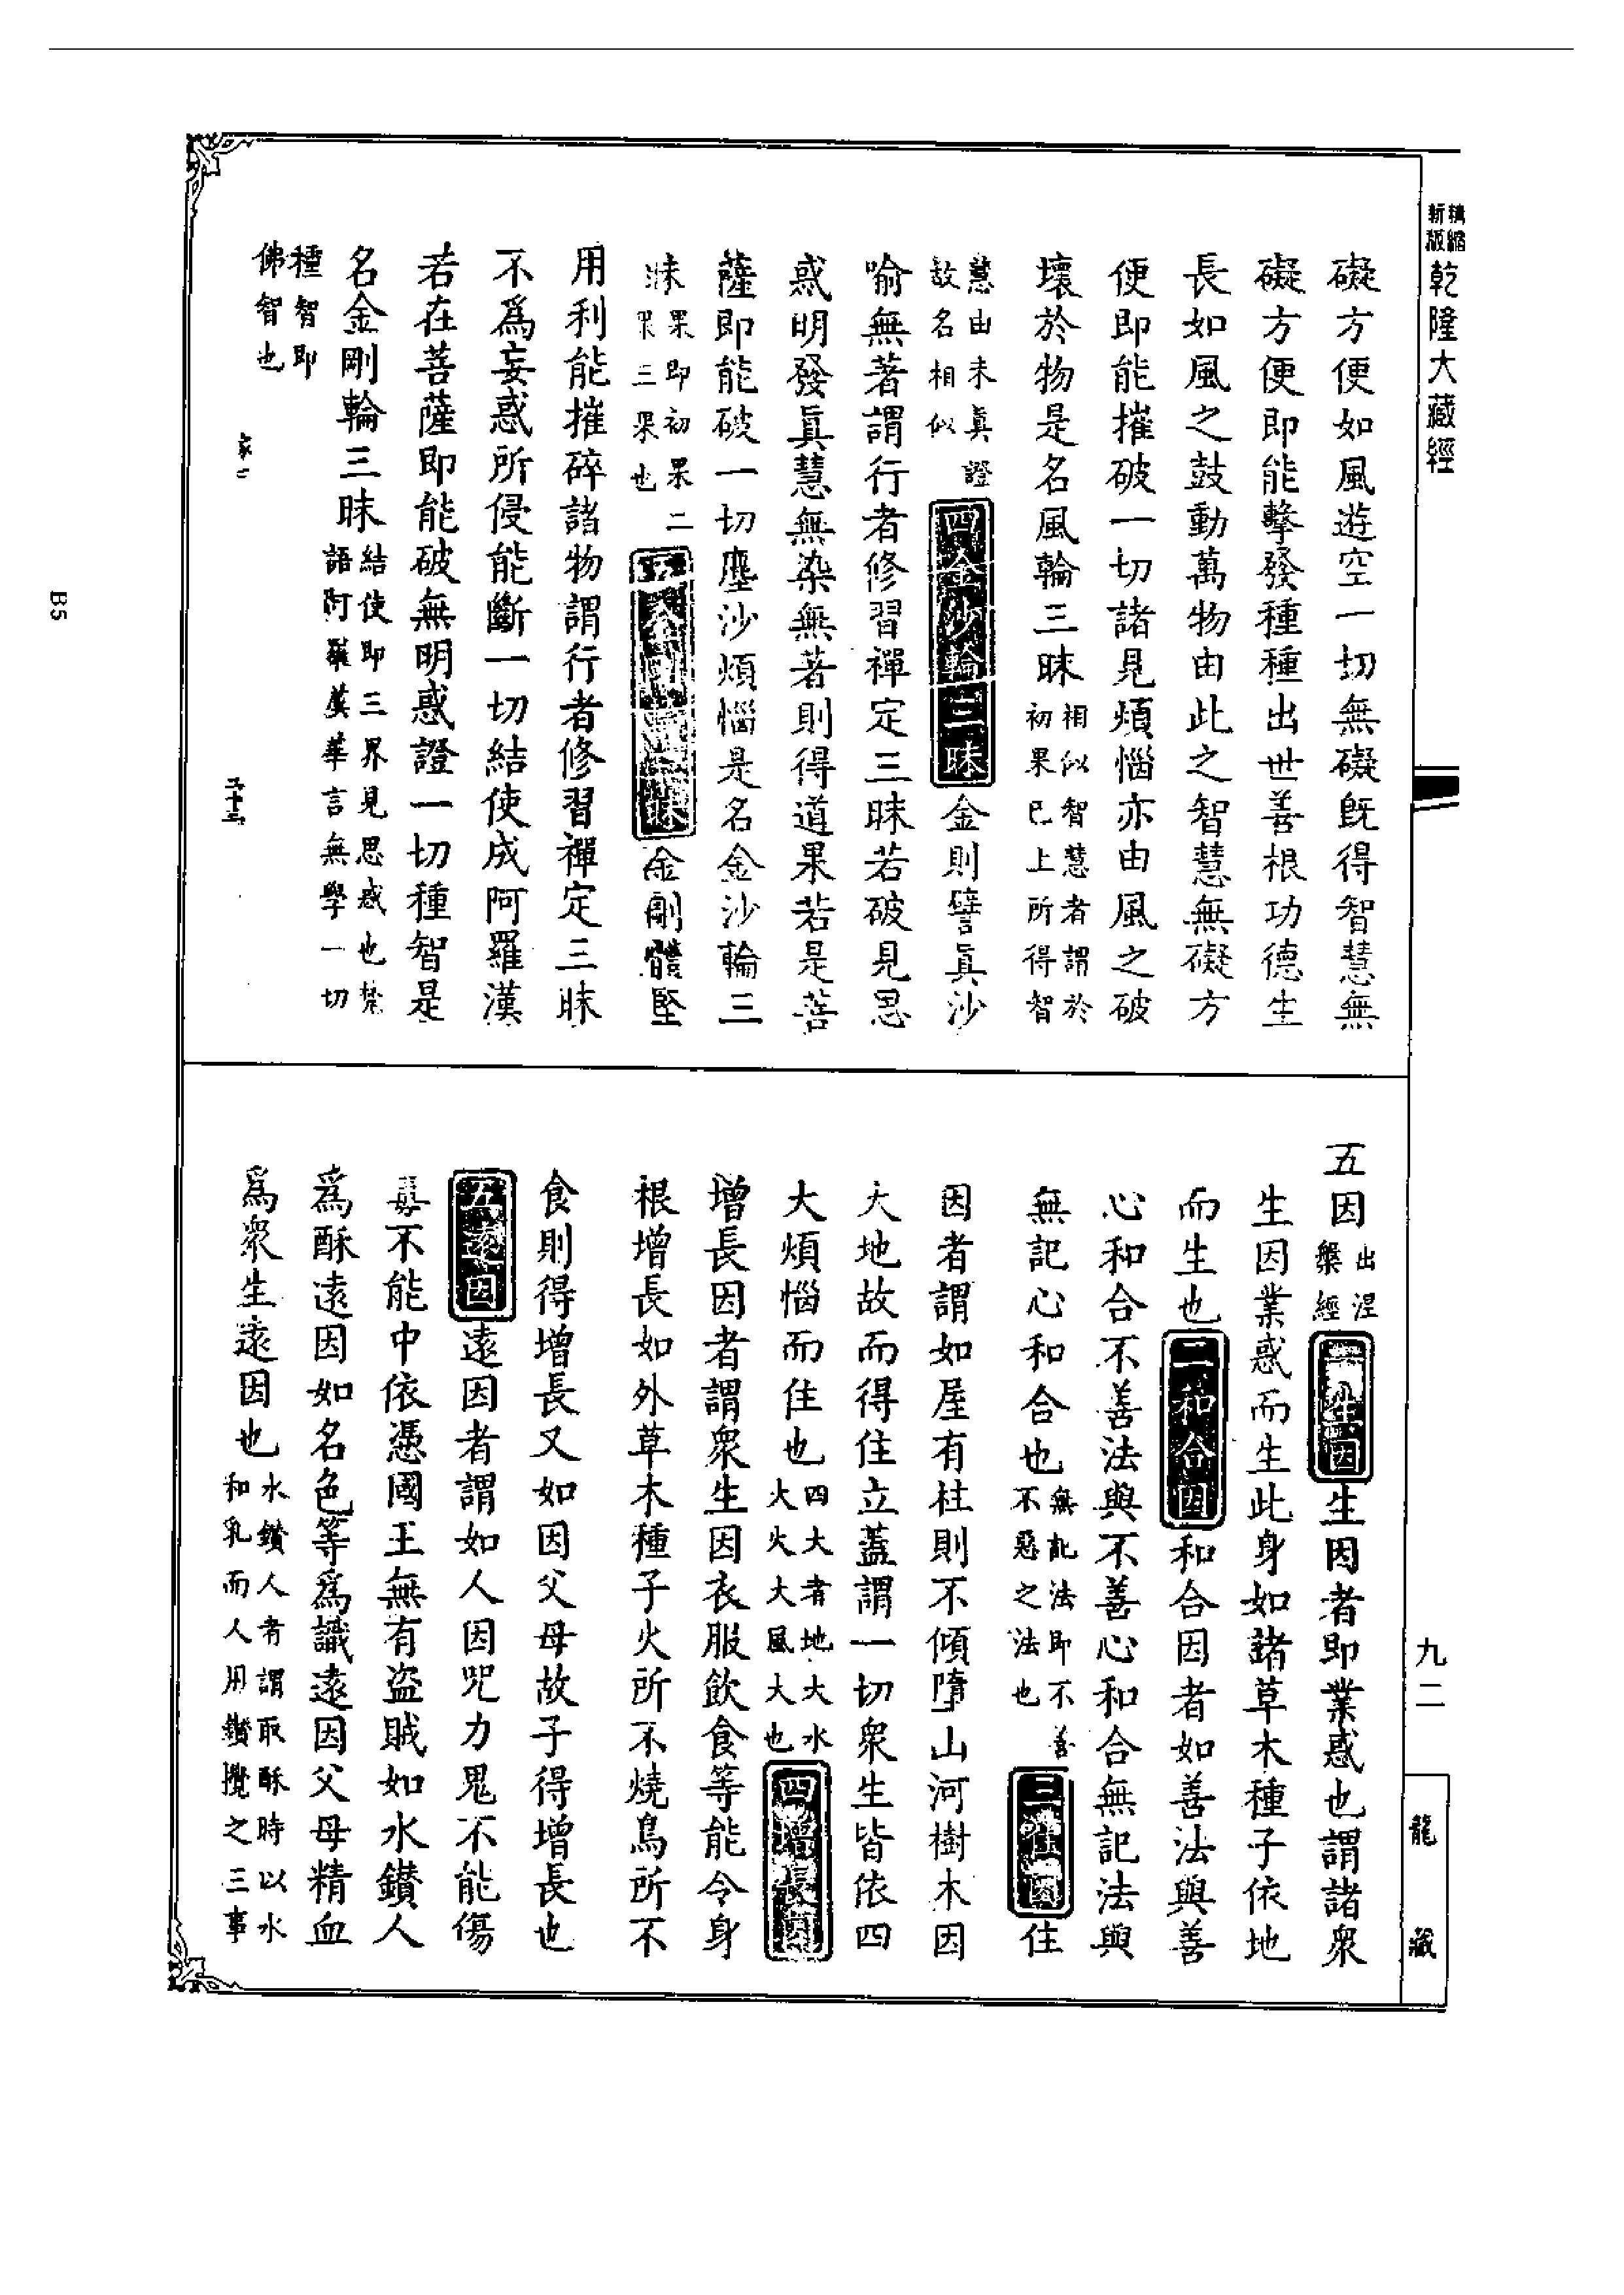 精縮
新版
乾隆大藏經
礙方便如風遊空一切無礙旣得智慧無
礙方便即能擊發種種出世善根功德生
長如風之鼓動萬物由此之智慧無礙方
便即能摧破一切諸見煩惱亦由風之破
壞於物是名風輪三昧
相似智慧者謂於
初果已上所得智
慧由未眞證
故名相似
四金沙輪三昧
金則譬眞沙
喻無著謂行者修習禪定三昧若破見思
惑明發眞慧無染無著則得道果若是菩
薩即能破一切塵沙煩惱是名金沙輪三
昧
果即初果二
果三果也
金剛體堅
用利能摧碎諸物謂行者修習禪定三昧
不爲妄惑所侵能斷一切結使成阿羅漢
若在菩薩即能破無明惑證一切種智是
名金剛輪三昧
結使即三界見思惑也梵
語阿羅漢華言無學一切
種智即
佛智也
五因
出涅
槃經
一生因
生因者即業惑也謂諸衆
生因業惑而生此身如諸草木種子依地
而生也
二和合因
和合因者如善法與善
心和合不善法與不善心和合無記法與
無記心和合也
無記法即不善
不惡之法也
三住因
住
因者謂如屋有柱則不傾墮山河樹木因
大地故而得住立蓋謂一切衆生皆依四
大煩惱而住也
四大者地大水
大火大風大也
四增長因
增長因者謂衆生因衣服飲食等能令身
根增長如外草木種子火所不燒鳥所不
食則得增長又如因父母故子得增長也
五遠因
遠因者謂如人因咒力鬼不能傷
毒不能中依憑國王無有盜賊如水鑽人
爲酥遠因如名色等爲識遠因父母精血
爲衆生遠因也
水鑽人者謂取酥時以水
和乳而人用鑽攪之三事
九二
龍藏
B5